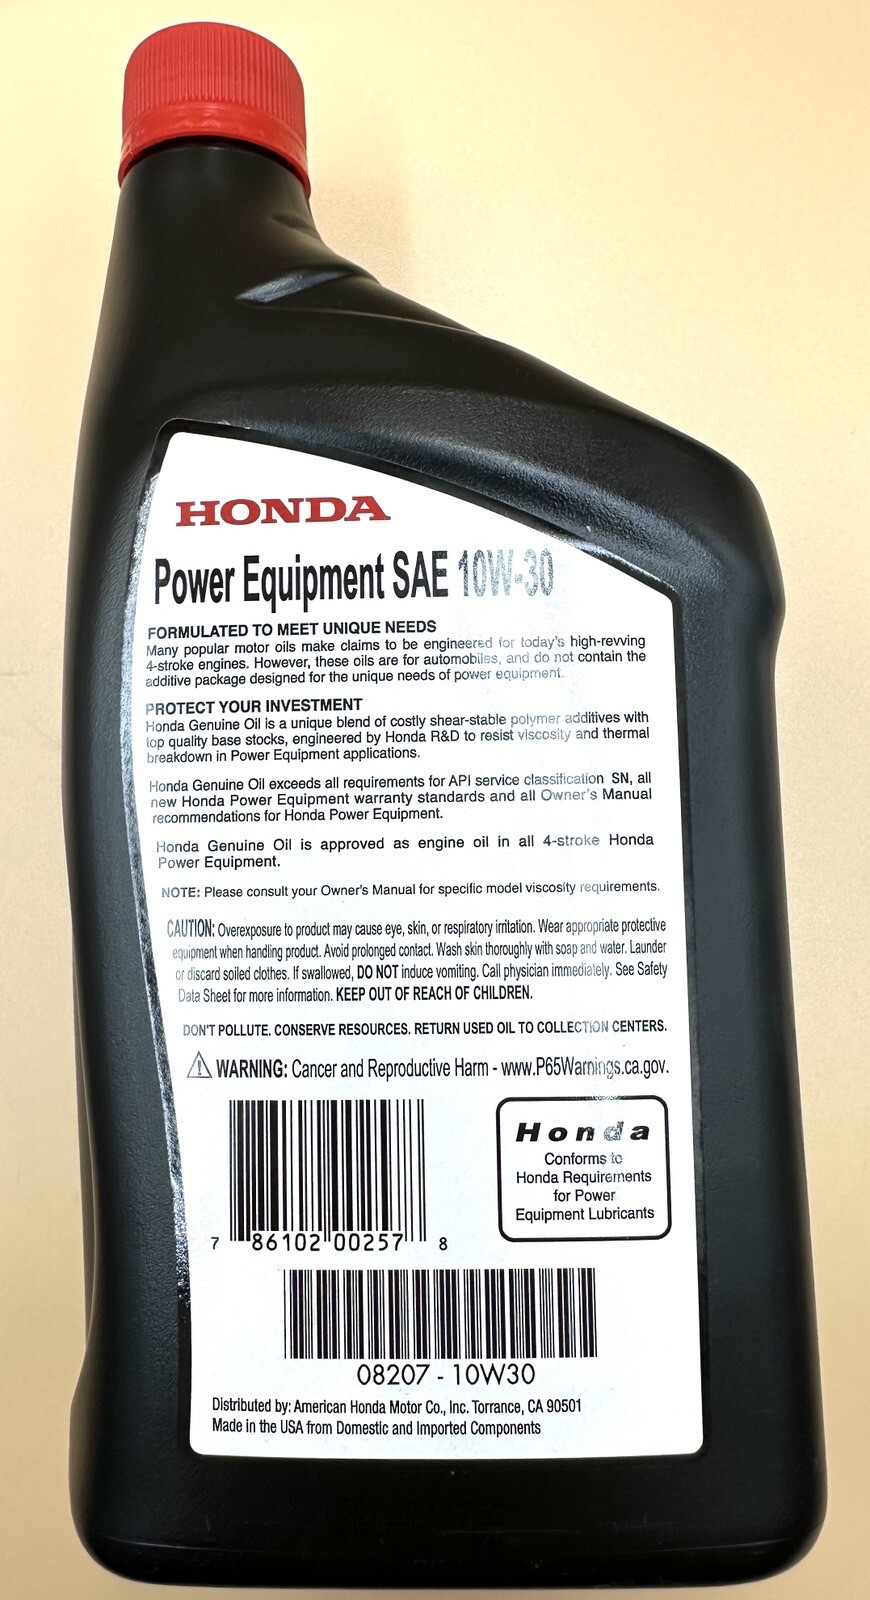 HONDA
Power Equipment SAE 10W-30
FORMULATED TO MEET UNIQUE NEEDS
Many popular motor oils make claims to be engineered for today's high-revving
4-stroke engines. However, these oils are for automobiles, and do not contain the
additive package designed for the unique needs of power equipment.
PROTECT YOUR INVESTMENT
Honda Genuine Oil is a unique blend of costly shear-stable polymer additives with
top quality base stocks, engineered by Honda R&D to resist viscosity and thermal
breakdown in Power Equipment applications.
Honda Genuine Oil exceeds all requirements for API service classification SN, all
new Honda Power Equipment warranty standards and all Owner's Manual
recommendations for Honda Power Equipment.
Honda Genuine Oil is approved as engine oil in all 4-stroke Honda
Power Equipment.
NOTE: Please consult your Owner's Manual for specific model viscosity requirements.
CAUTION: Overexposure to product may cause eye, skin, or respiratory irritation. Wear appropriate protective
equipment when handling product. Avoid prolonged contact. Wash skin thoroughly with soap and water. Launder
or discard soiled clothes. If swallowed, DO NOT induce vomiting. Call physician immediately. See Safety
Data Sheet for more information. KEEP OUT OF REACH OF CHILDREN.
DON'T POLLUTE. CONSERVE RESOURCES. RETURN USED OIL TO COLLECTION CENTERS.
WARNING: Cancer and Reproductive Harm - www.P65Warnings.ca.gov.
Honda
Conforms to
Honda Requirements
for Power
Equipment Lubricants
7 86102 00257 8
08207 - 10W30
Distributed by: American Honda Motor Co., Inc. Torrance, CA 90501
Made in the USA from Domestic and Imported Components